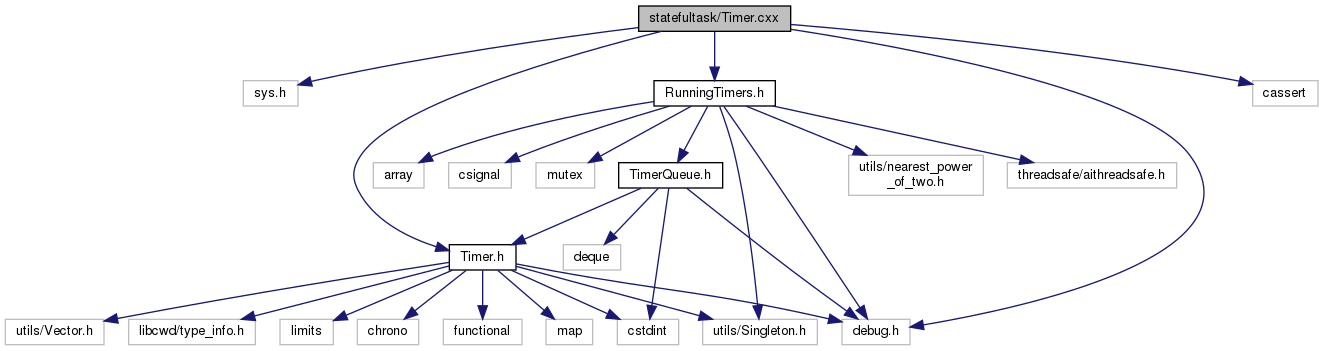 statefultask/Timer.cxx
sys.h
RunningTimers.h
cassert
array
csignal
mutex
TimerQueue.h
utils/nearest_power
_of_two.h
threadsafe/aithreadsafe.h
Timer.h
deque
utils/Vector.h
libcwd/type_info.h
limits
chrono
functional
map
cstdint
utils/Singleton.h
debug.h